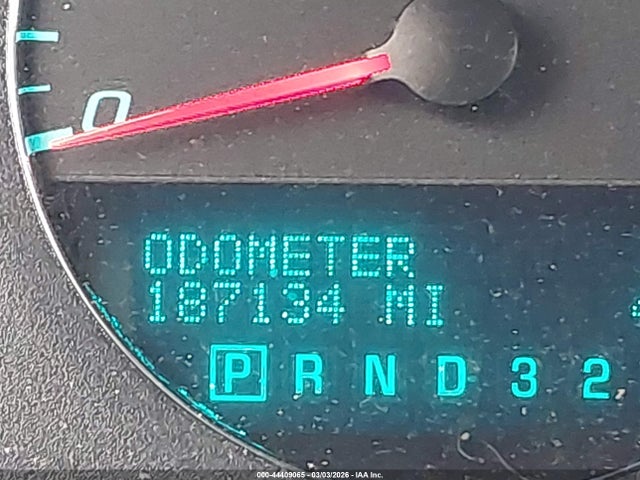 0
ODOMETER
187134 MI
P R N D 3 2
000-44409065 - 03/03/2026 - IAA Inc.